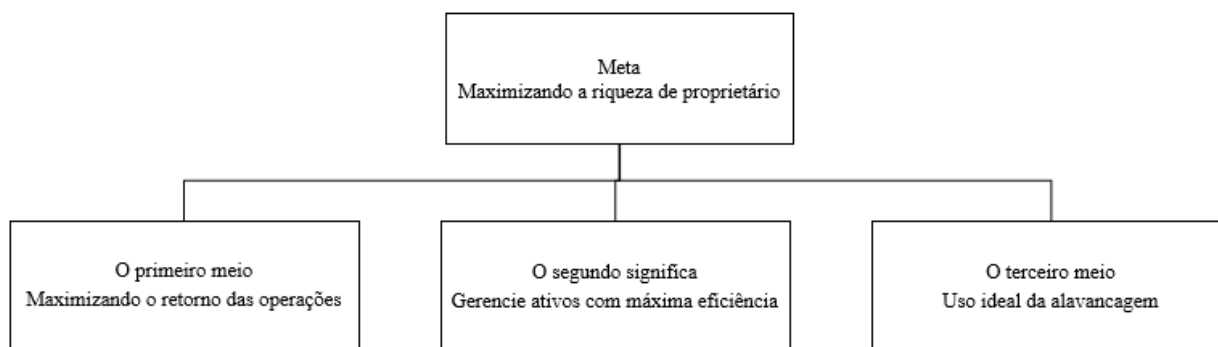 Meta
Maximizando a riqueza de proprietário
O primeiro meio
Maximizando o retorno das operações
O segundo significa
Gerencie ativos com máxima eficiência
O terceiro meio
Uso ideal da alavancagem